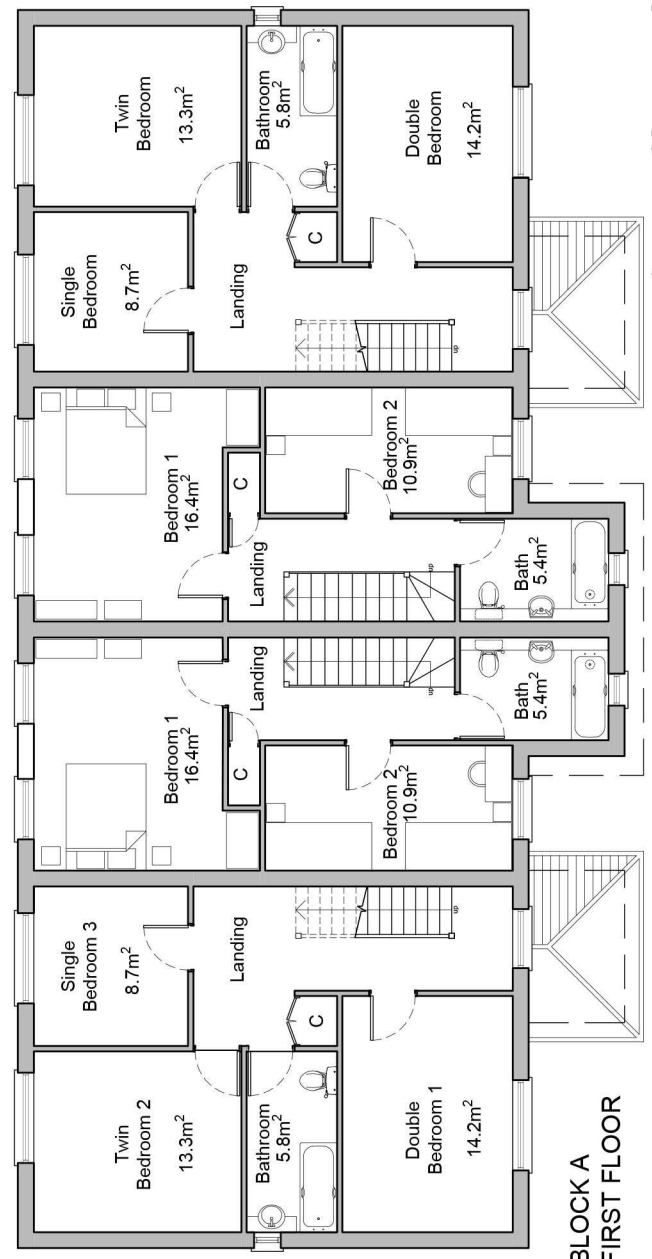 Twin
Bedroom 2
13.3m²
Single
Bedroom 3
8.7m²
Bedroom 1
16.4m²
Bedroom 1
16.4m²
Single
Bedroom
8.7m²
Twin
Bedroom
13.3m²
Bathroom
5.8m²
C
Landing
C
Landing
Landing
C
Landing
C
Bathroom
5.8m²
Double
Bedroom 1
14.2m²
up
Bedroom 2
10.9m²
up
up
Bedroom 2
10.9m²
up
Double
Bedroom
14.2m²
Bath
5.4m²
Bath
5.4m²
BLOCK A
FIRST FLOOR